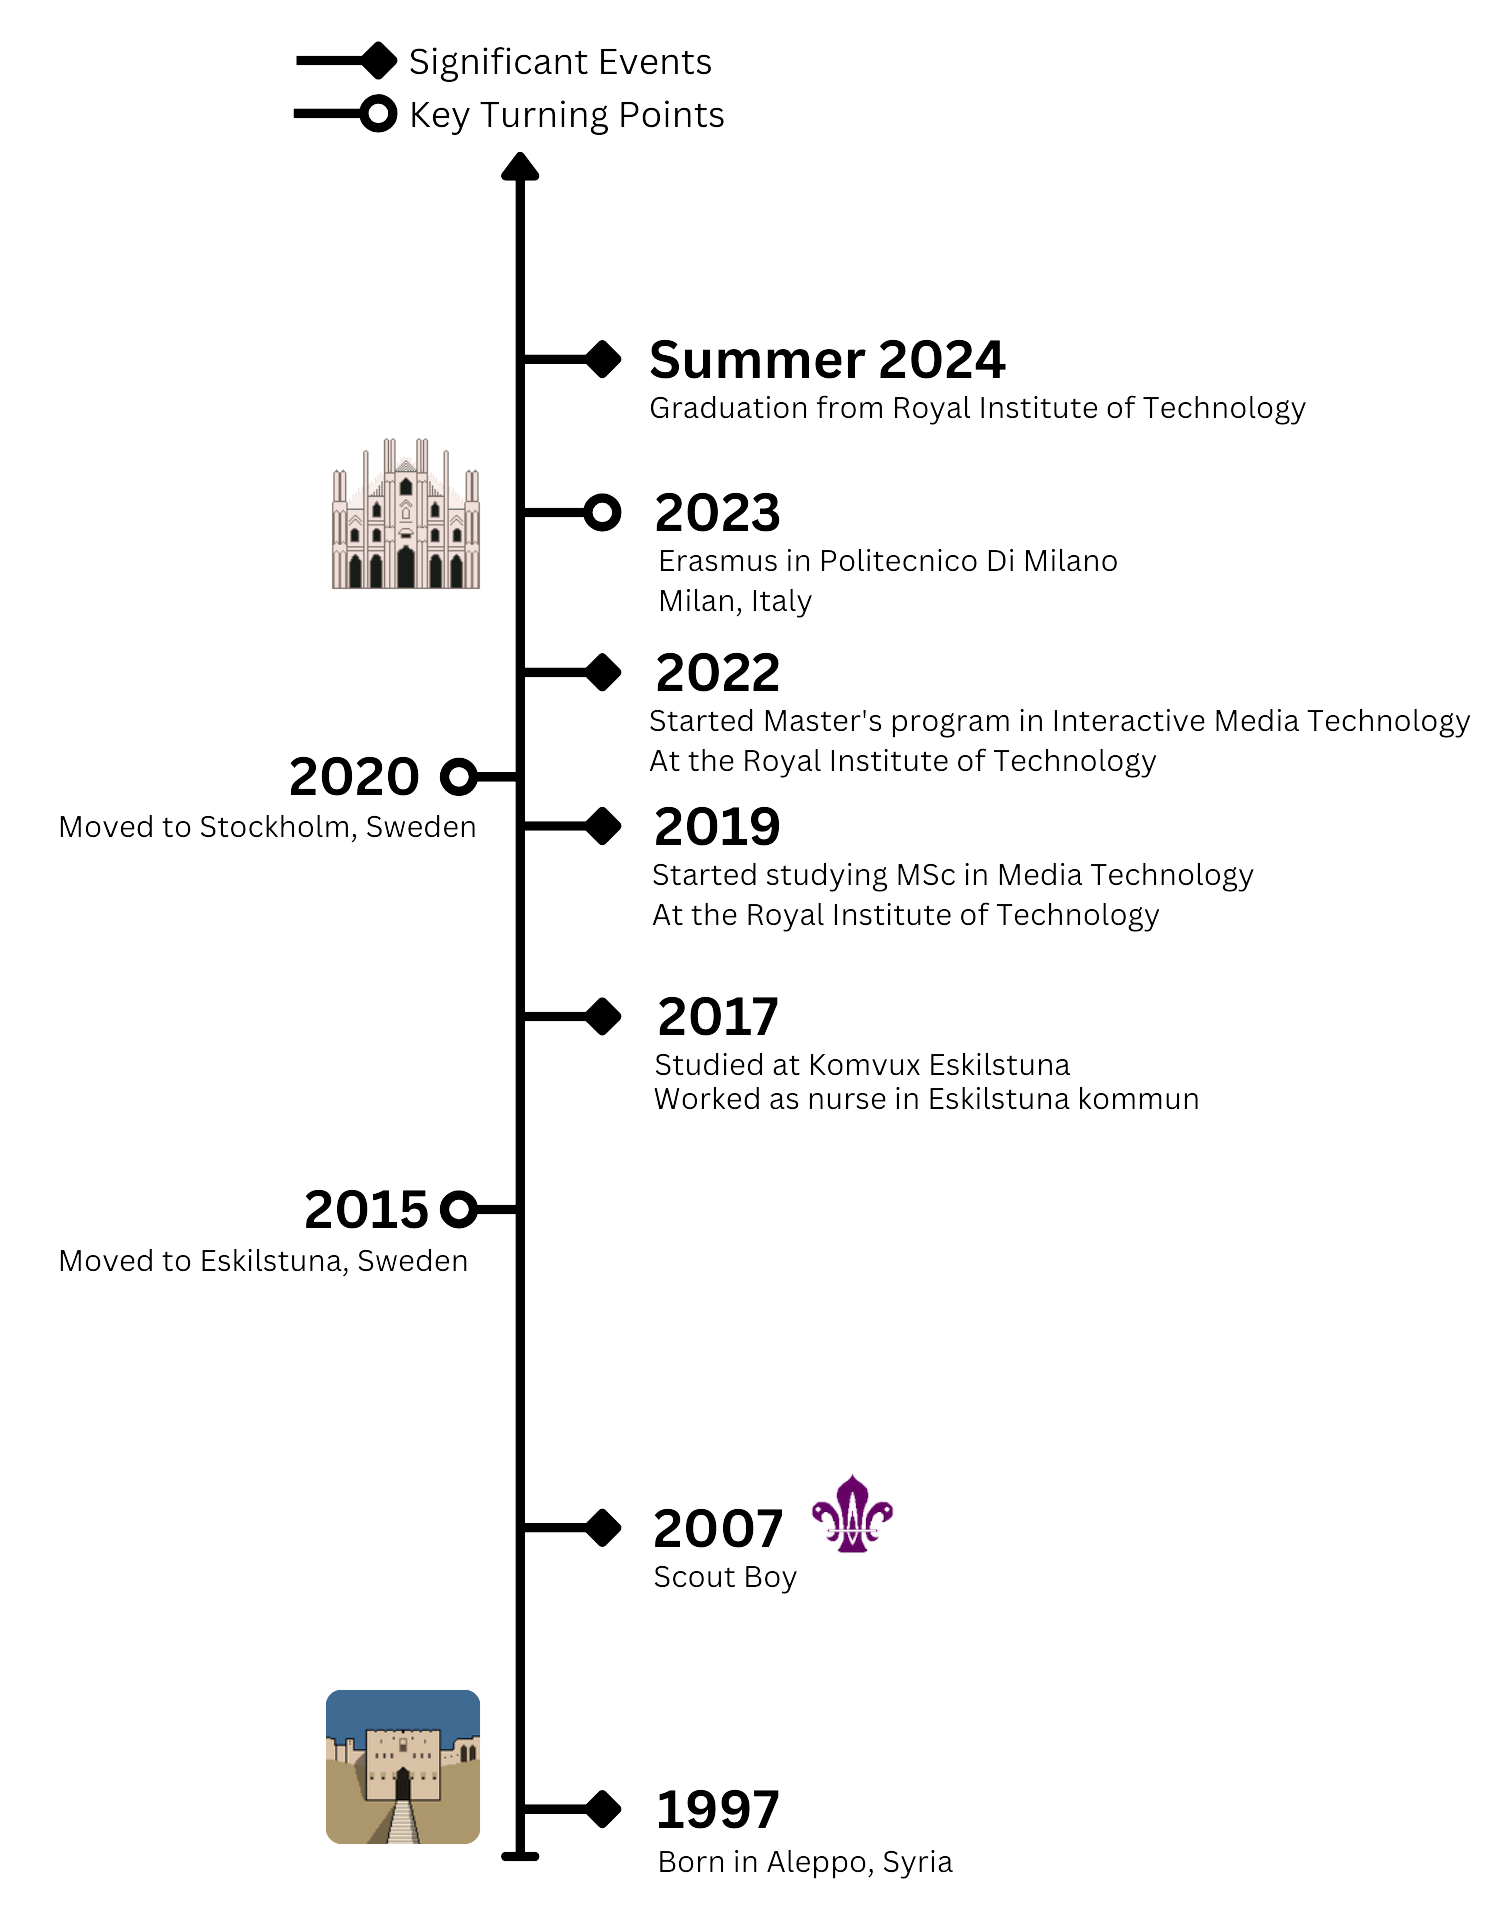 Significant Events
Key Turning Points
Summer 2024
Graduation from Royal Institute of Technology
2023
Erasmus in Politecnico Di Milano
Milan, Italy
2022
Started Master's program in Interactive Media Technology
At the Royal Institute of Technology
2020
Moved to Stockholm, Sweden
2019
Started studying MSc in Media Technology
At the Royal Institute of Technology
2017
Studied at Komvux Eskilstuna
Worked as nurse in Eskilstuna kommun
2015
Moved to Eskilstuna, Sweden
2007
Scout Boy
1997
Born in Aleppo, Syria